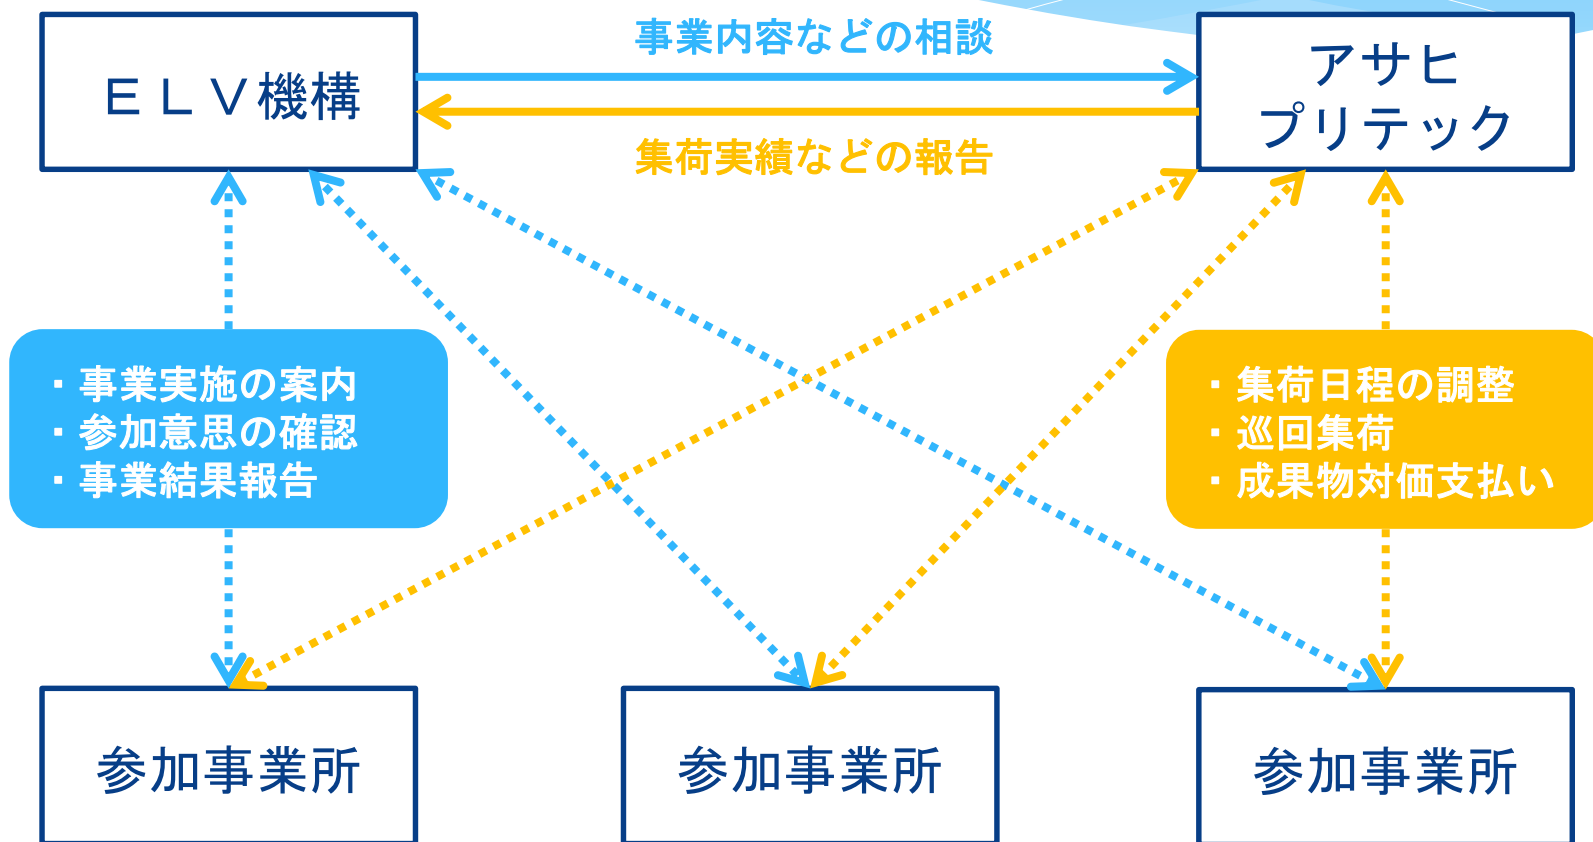 事業内容などの相談
ＥＬＶ機構
アサヒ
プリテック
集荷実績などの報告
・事業実施の案内
・参加意思の確認
・事業結果報告
・集荷日程の調整
・巡回集荷
・成果物対価支払い
参加事業所
参加事業所
参加事業所